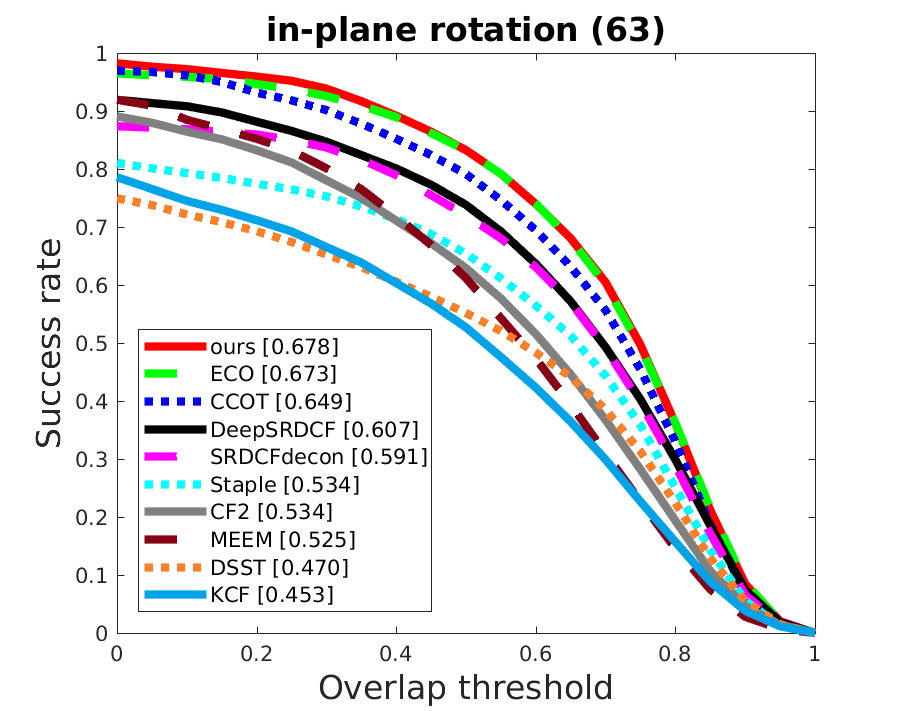 in-plane rotation (63)
1
0.9
0.8
0.7
0.6
0.5
0.4
0.3
0.2
0.1
0
Success rate
ours [0.678]
ECO [0.673]
CCOT [0.649]
DeepSRDCF [0.607]
SRDCFdecon [0.591]
Staple [0.534]
CF2 [0.534]
MEEM [0.525]
DSST [0.470]
KCF [0.453]
0 0.2 0.4 0.6 0.8 1
Overlap threshold